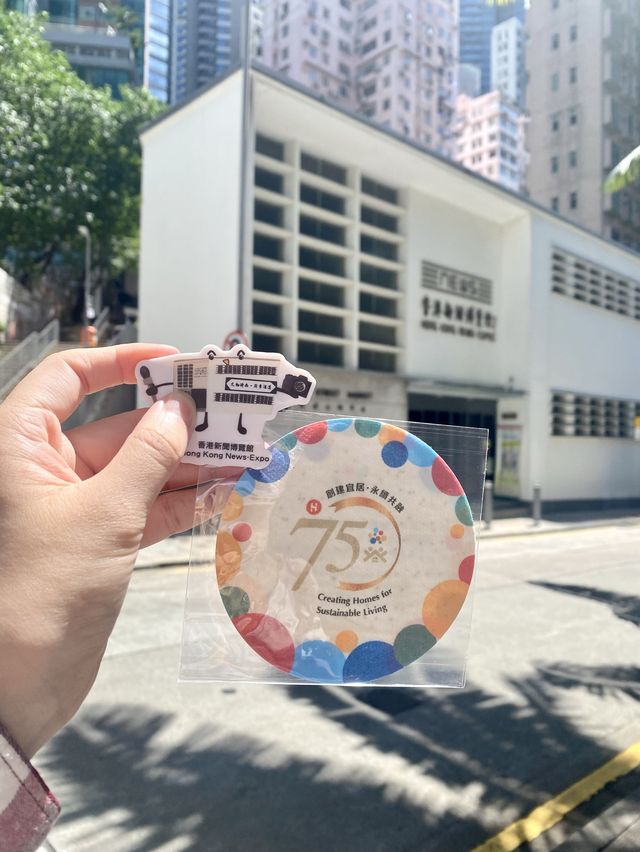 NEWS
香港新聞博覽館
HONG KONG NEWS-EXPO
香港新聞博覽館
Hong Kong News-Expo
創建宜居·永續共融
75
Creating Homes for
Sustainable Living